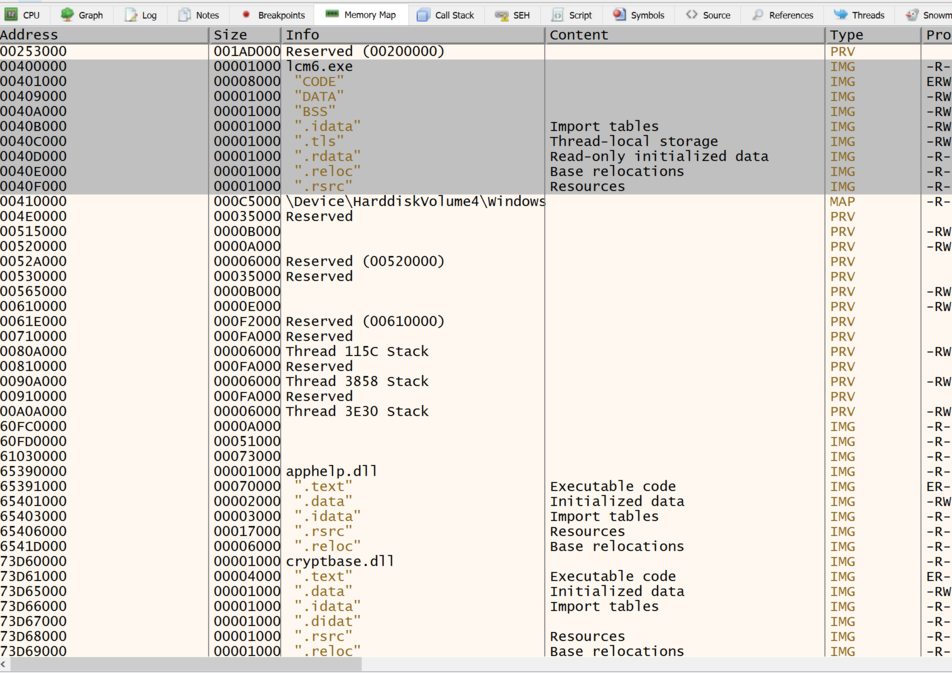 CPU Graph Log Notes Breakpoints Memory Map Call Stack SEH Script Symbols Source References Threads Snowm
Address Size Info Content Type Pro
00253000 001AD000 Reserved (00200000) PRV
00400000 00001000 lcm6.exe IMG -R-
00401000 00008000 "CODE" IMG ERW
00409000 00001000 "DATA" IMG -RW
0040A000 00001000 "BSS" IMG -RW
0040B000 00001000 ".idata" Import tables IMG -RW
0040C000 00001000 ".tls" Thread-local storage IMG -RW
0040D000 00001000 ".rdata" Read-only initialized data IMG -R-
0040E000 00001000 ".reloc" Base relocations IMG -R-
0040F000 00001000 ".rsrc" Resources IMG -R-
00410000 000C5000 \Device\HarddiskVolume4\Windows MAP -R-
004E0000 00035000 Reserved PRV
00515000 0000B000 PRV -RW
00520000 0000A000 PRV -RW
0052A000 00006000 Reserved (00520000) PRV
00530000 00035000 Reserved PRV
00565000 0000B000 PRV -RW
00610000 0000E000 PRV -RW
0061E000 000F2000 Reserved (00610000) PRV
00710000 000FA000 Reserved PRV
0080A000 00006000 Thread 115C Stack PRV -RW
00810000 000FA000 Reserved PRV
0090A000 00006000 Thread 3858 Stack PRV -RW
00910000 000FA000 Reserved PRV
00A0A000 00006000 Thread 3E30 Stack PRV -RW
60FC0000 0000A000 IMG -R-
60FD0000 00051000 IMG -R-
61030000 00073000 IMG -R-
65390000 00001000 apphelp.dll IMG -R-
65391000 00070000 ".text" Executable code IMG ER-
65401000 00002000 ".data" Initialized data IMG -RW
65403000 00003000 ".idata" Import tables IMG -R-
65406000 00017000 ".rsrc" Resources IMG -R-
6541D000 00006000 ".reloc" Base relocations IMG -R-
73D60000 00001000 cryptbase.dll IMG -R-
73D61000 00004000 ".text" Executable code IMG ER-
73D65000 00001000 ".data" Initialized data IMG -RW
73D66000 00001000 ".idata" Import tables IMG -R-
73D67000 00001000 ".didat" IMG -R-
73D68000 00001000 ".rsrc" Resources IMG -R-
73D69000 00001000 ".reloc" Base relocations IMG -R-